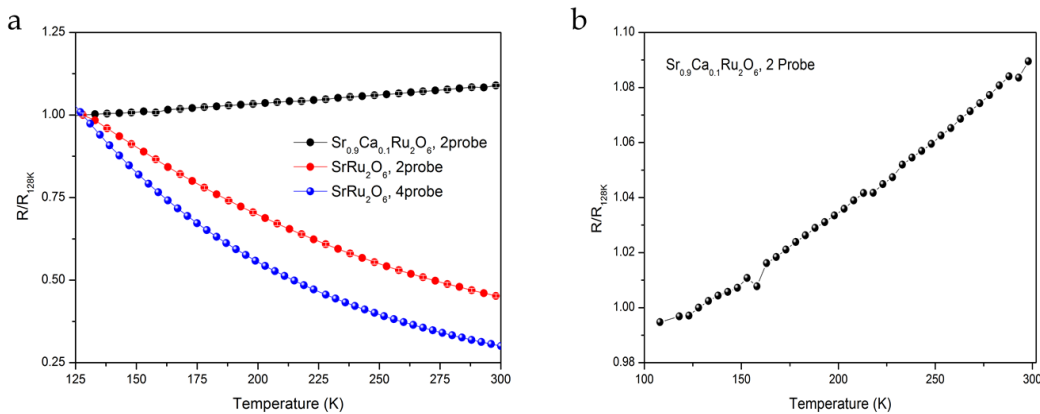 a
1.25
1.00
0.75
0.50
0.25
R/R128K
125 150 175 200 225 250 275 300
Temperature (K)
Sr0.9Ca0.1Ru2O6, 2probe
SrRu2O6, 2probe
SrRu2O6, 4probe
b
1.10
1.08
1.06
1.04
1.02
1.00
0.98
R/R128K
100 150 200 250 300
Temperature (K)
Sr0.9Ca0.1Ru2O6, 2 Probe